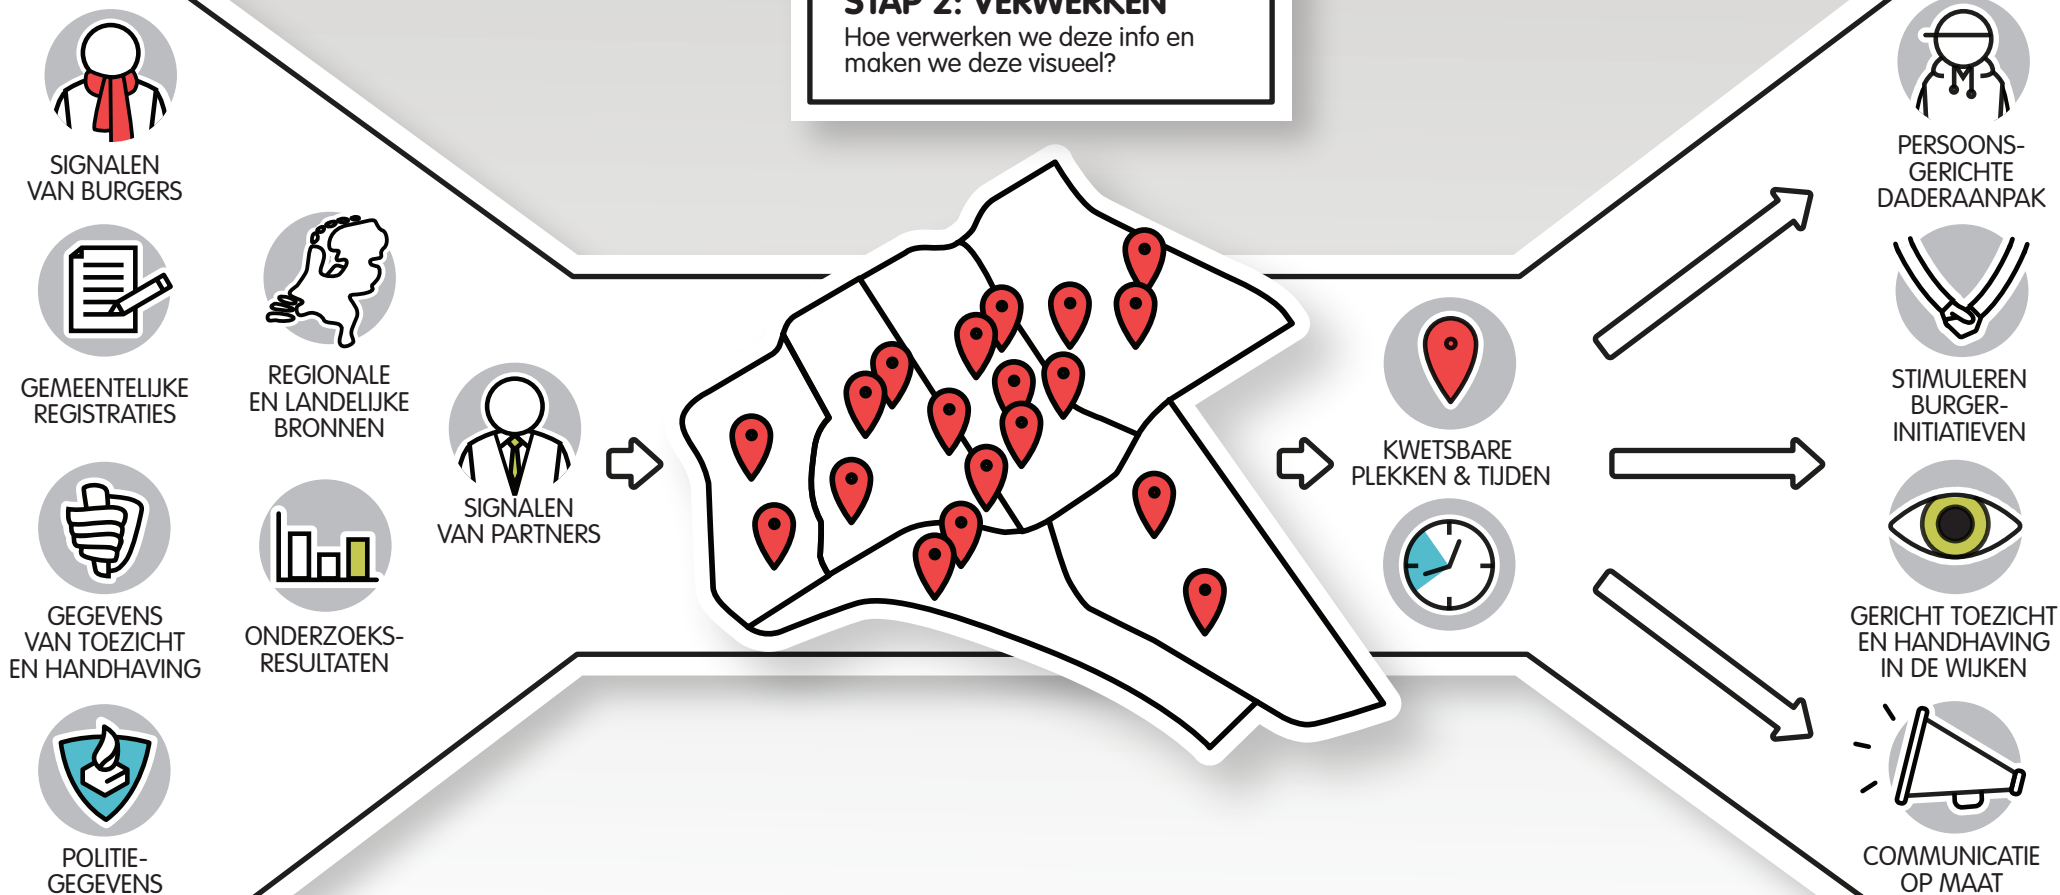 STAP 2: VERWERKEN
Hoe verwerken we deze info en
maken we deze visueel?
SIGNALEN
VAN BURGERS
GEMEENTELIJKE
REGISTRATIES
GEGEVENS
VAN TOEZICHT
EN HANDHAVING
POLITIE-
GEGEVENS
REGIONALE
EN LANDELIJKE
BRONNEN
ONDERZOEKS-
RESULTATEN
SIGNALEN
VAN PARTNERS
KWETSBARE
PLEKKEN & TIJDEN
PERSOONS-
GERICHTE
DADERAANPAK
STIMULEREN
BURGER-
INITIATIEVEN
GERICHT TOEZICHT
EN HANDHAVING
IN DE WIJKEN
COMMUNICATIE
OP MAAT